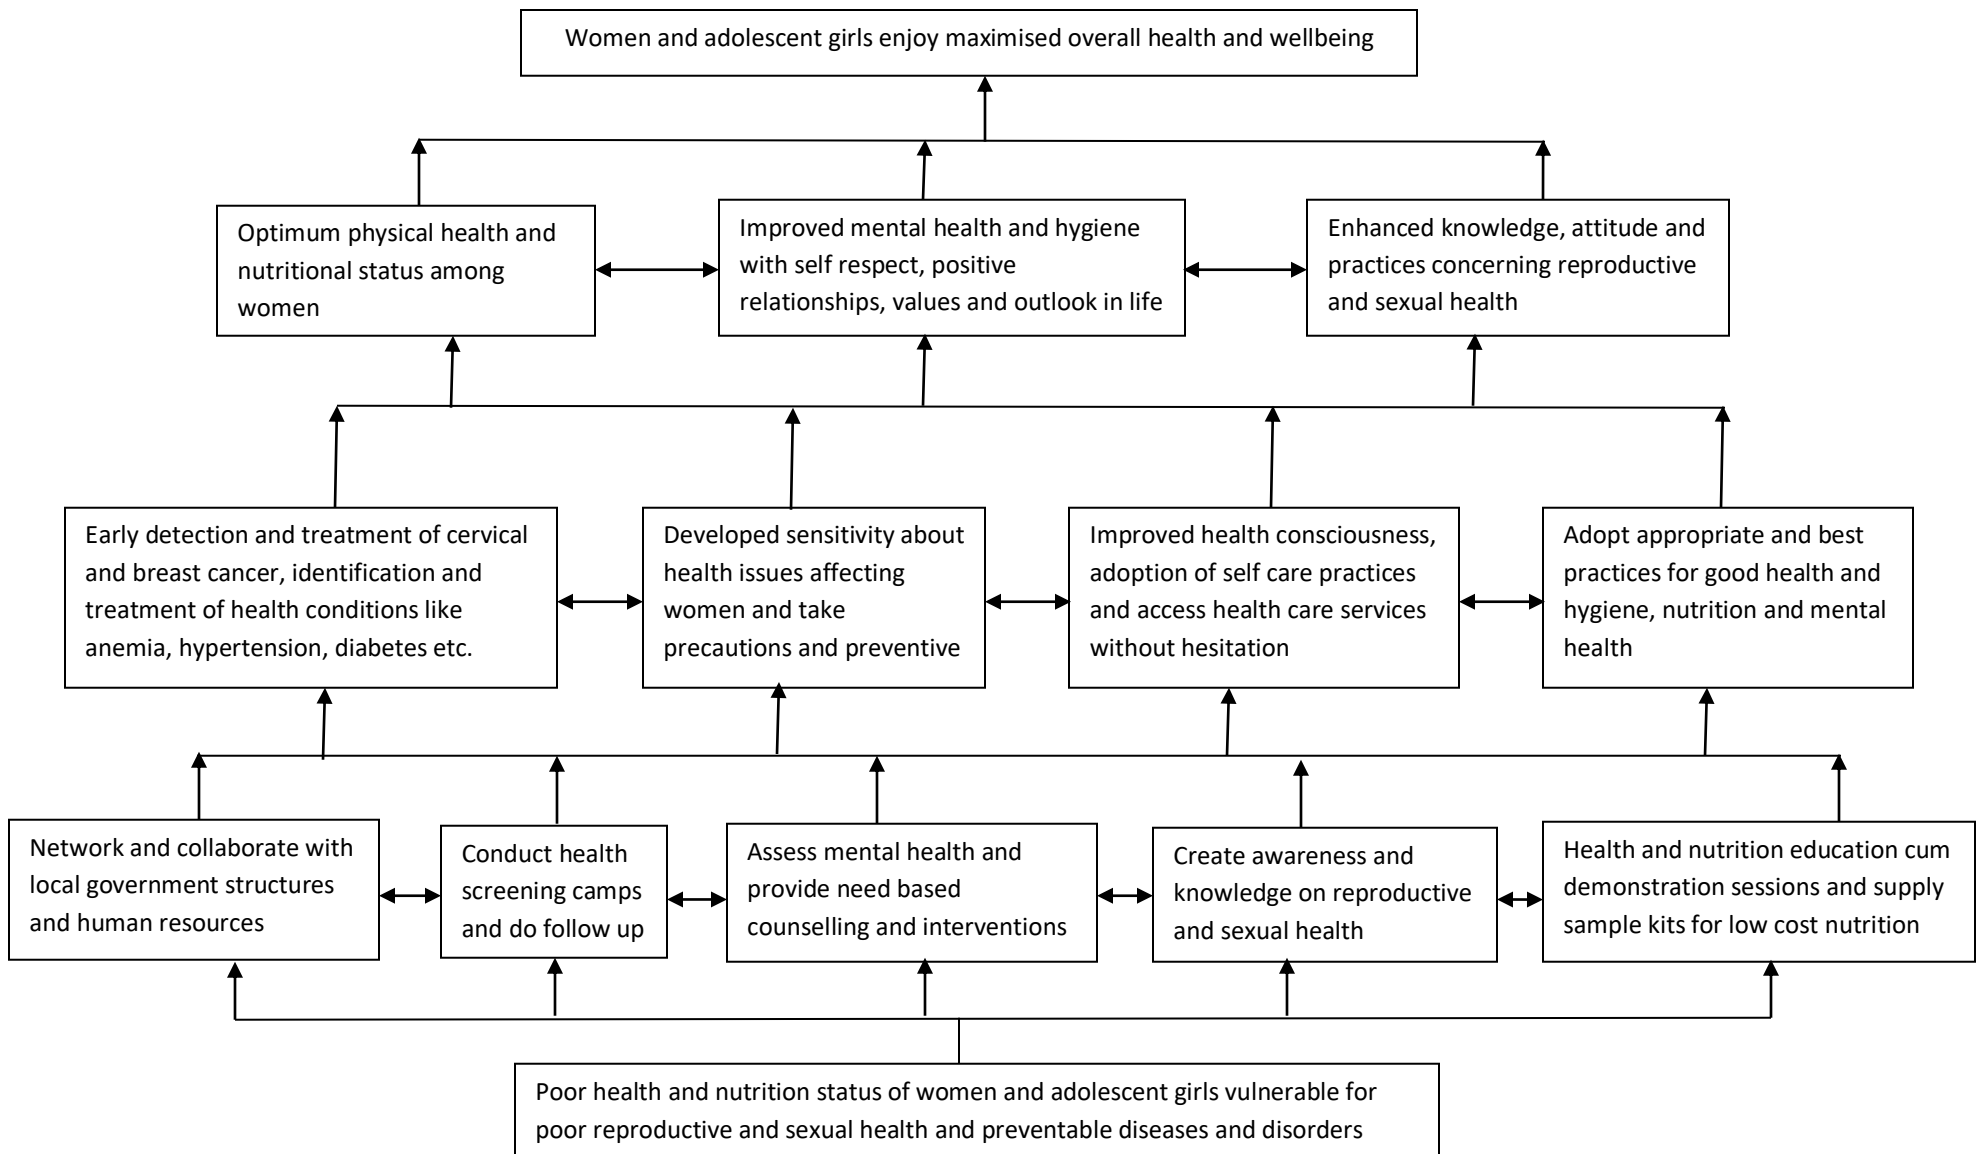 Women and adolescent girls enjoy maximised overall health and wellbeing
Optimum physical health and
nutritional status among
women
Improved mental health and hygiene
with self respect, positive
relationships, values and outlook in life
Enhanced knowledge, attitude and
practices concerning reproductive
and sexual health
Early detection and treatment of cervical
and breast cancer, identification and
treatment of health conditions like
anemia, hypertension, diabetes etc.
Developed sensitivity about
health issues affecting
women and take
precautions and preventive
Improved health consciousness,
adoption of self care practices
and access health care services
without hesitation
Adopt appropriate and best
practices for good health and
hygiene, nutrition and mental
health
Network and collaborate with
local government structures
and human resources
Conduct health
screening camps
and do follow up
Assess mental health and
provide need based
counselling and interventions
Create awareness and
knowledge on reproductive
and sexual health
Health and nutrition education cum
demonstration sessions and supply
sample kits for low cost nutrition
Poor health and nutrition status of women and adolescent girls vulnerable for
poor reproductive and sexual health and preventable diseases and disorders